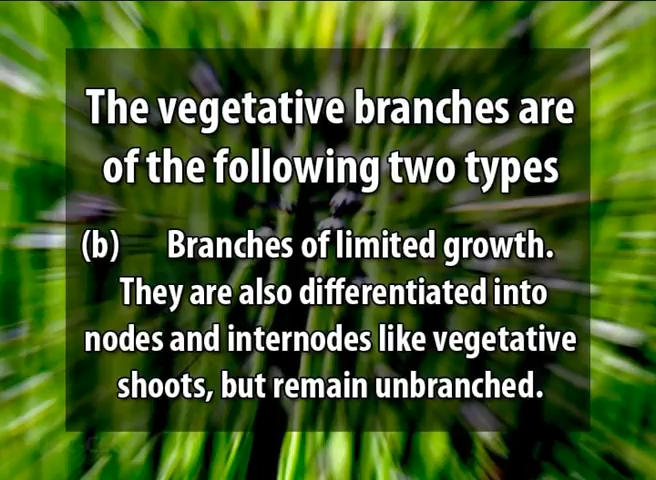 The vegetative branches are
of the following two types
(b) Branches of limited growth.
They are also differentiated into
nodes and internodes like vegetative
shoots, but remain unbranched.